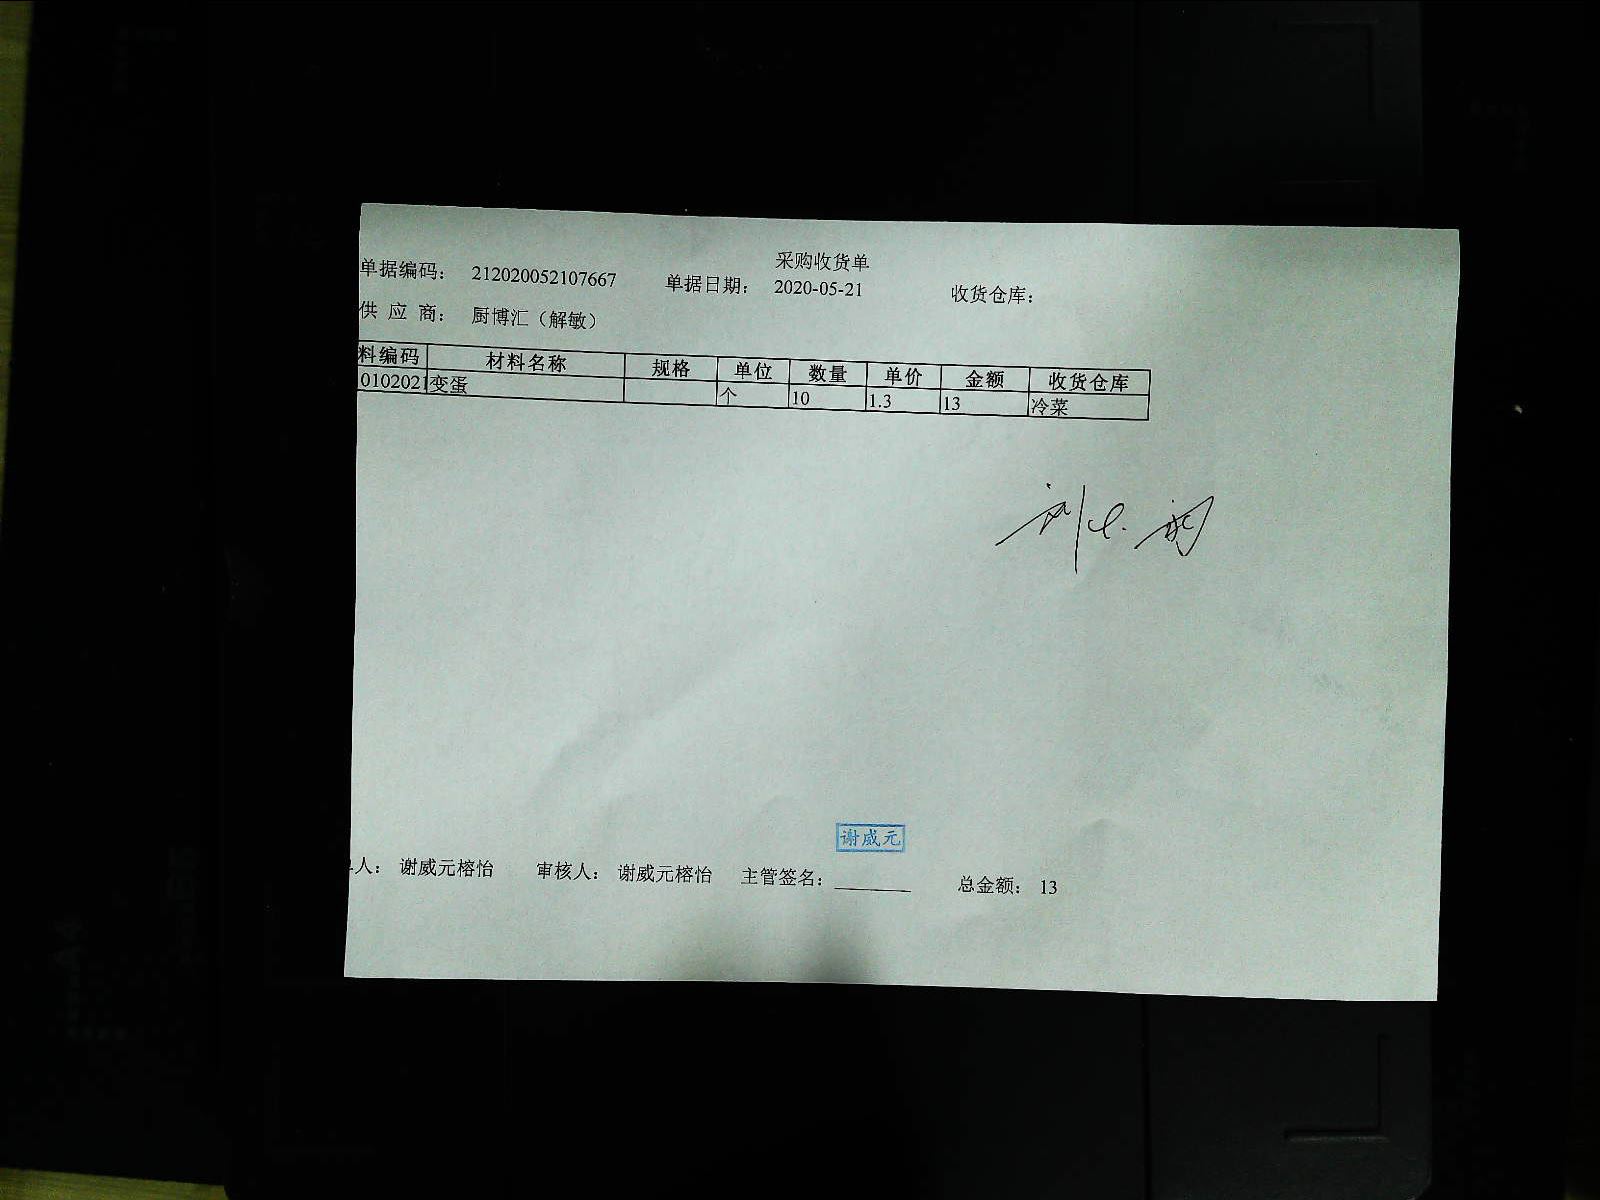 采购收货单
单据编码： 212020052107667 单据日期： 2020-05-21 收货仓库：
供 应 商： 厨博汇（解敏）
料编码 材料名称 规格 单位 数量 单价 金额 收货仓库
0102021 变蛋 个 10 1.3 13 冷菜
谢威元
人： 谢威元榕怡 审核人： 谢威元榕怡 主管签名： 总金额： 13